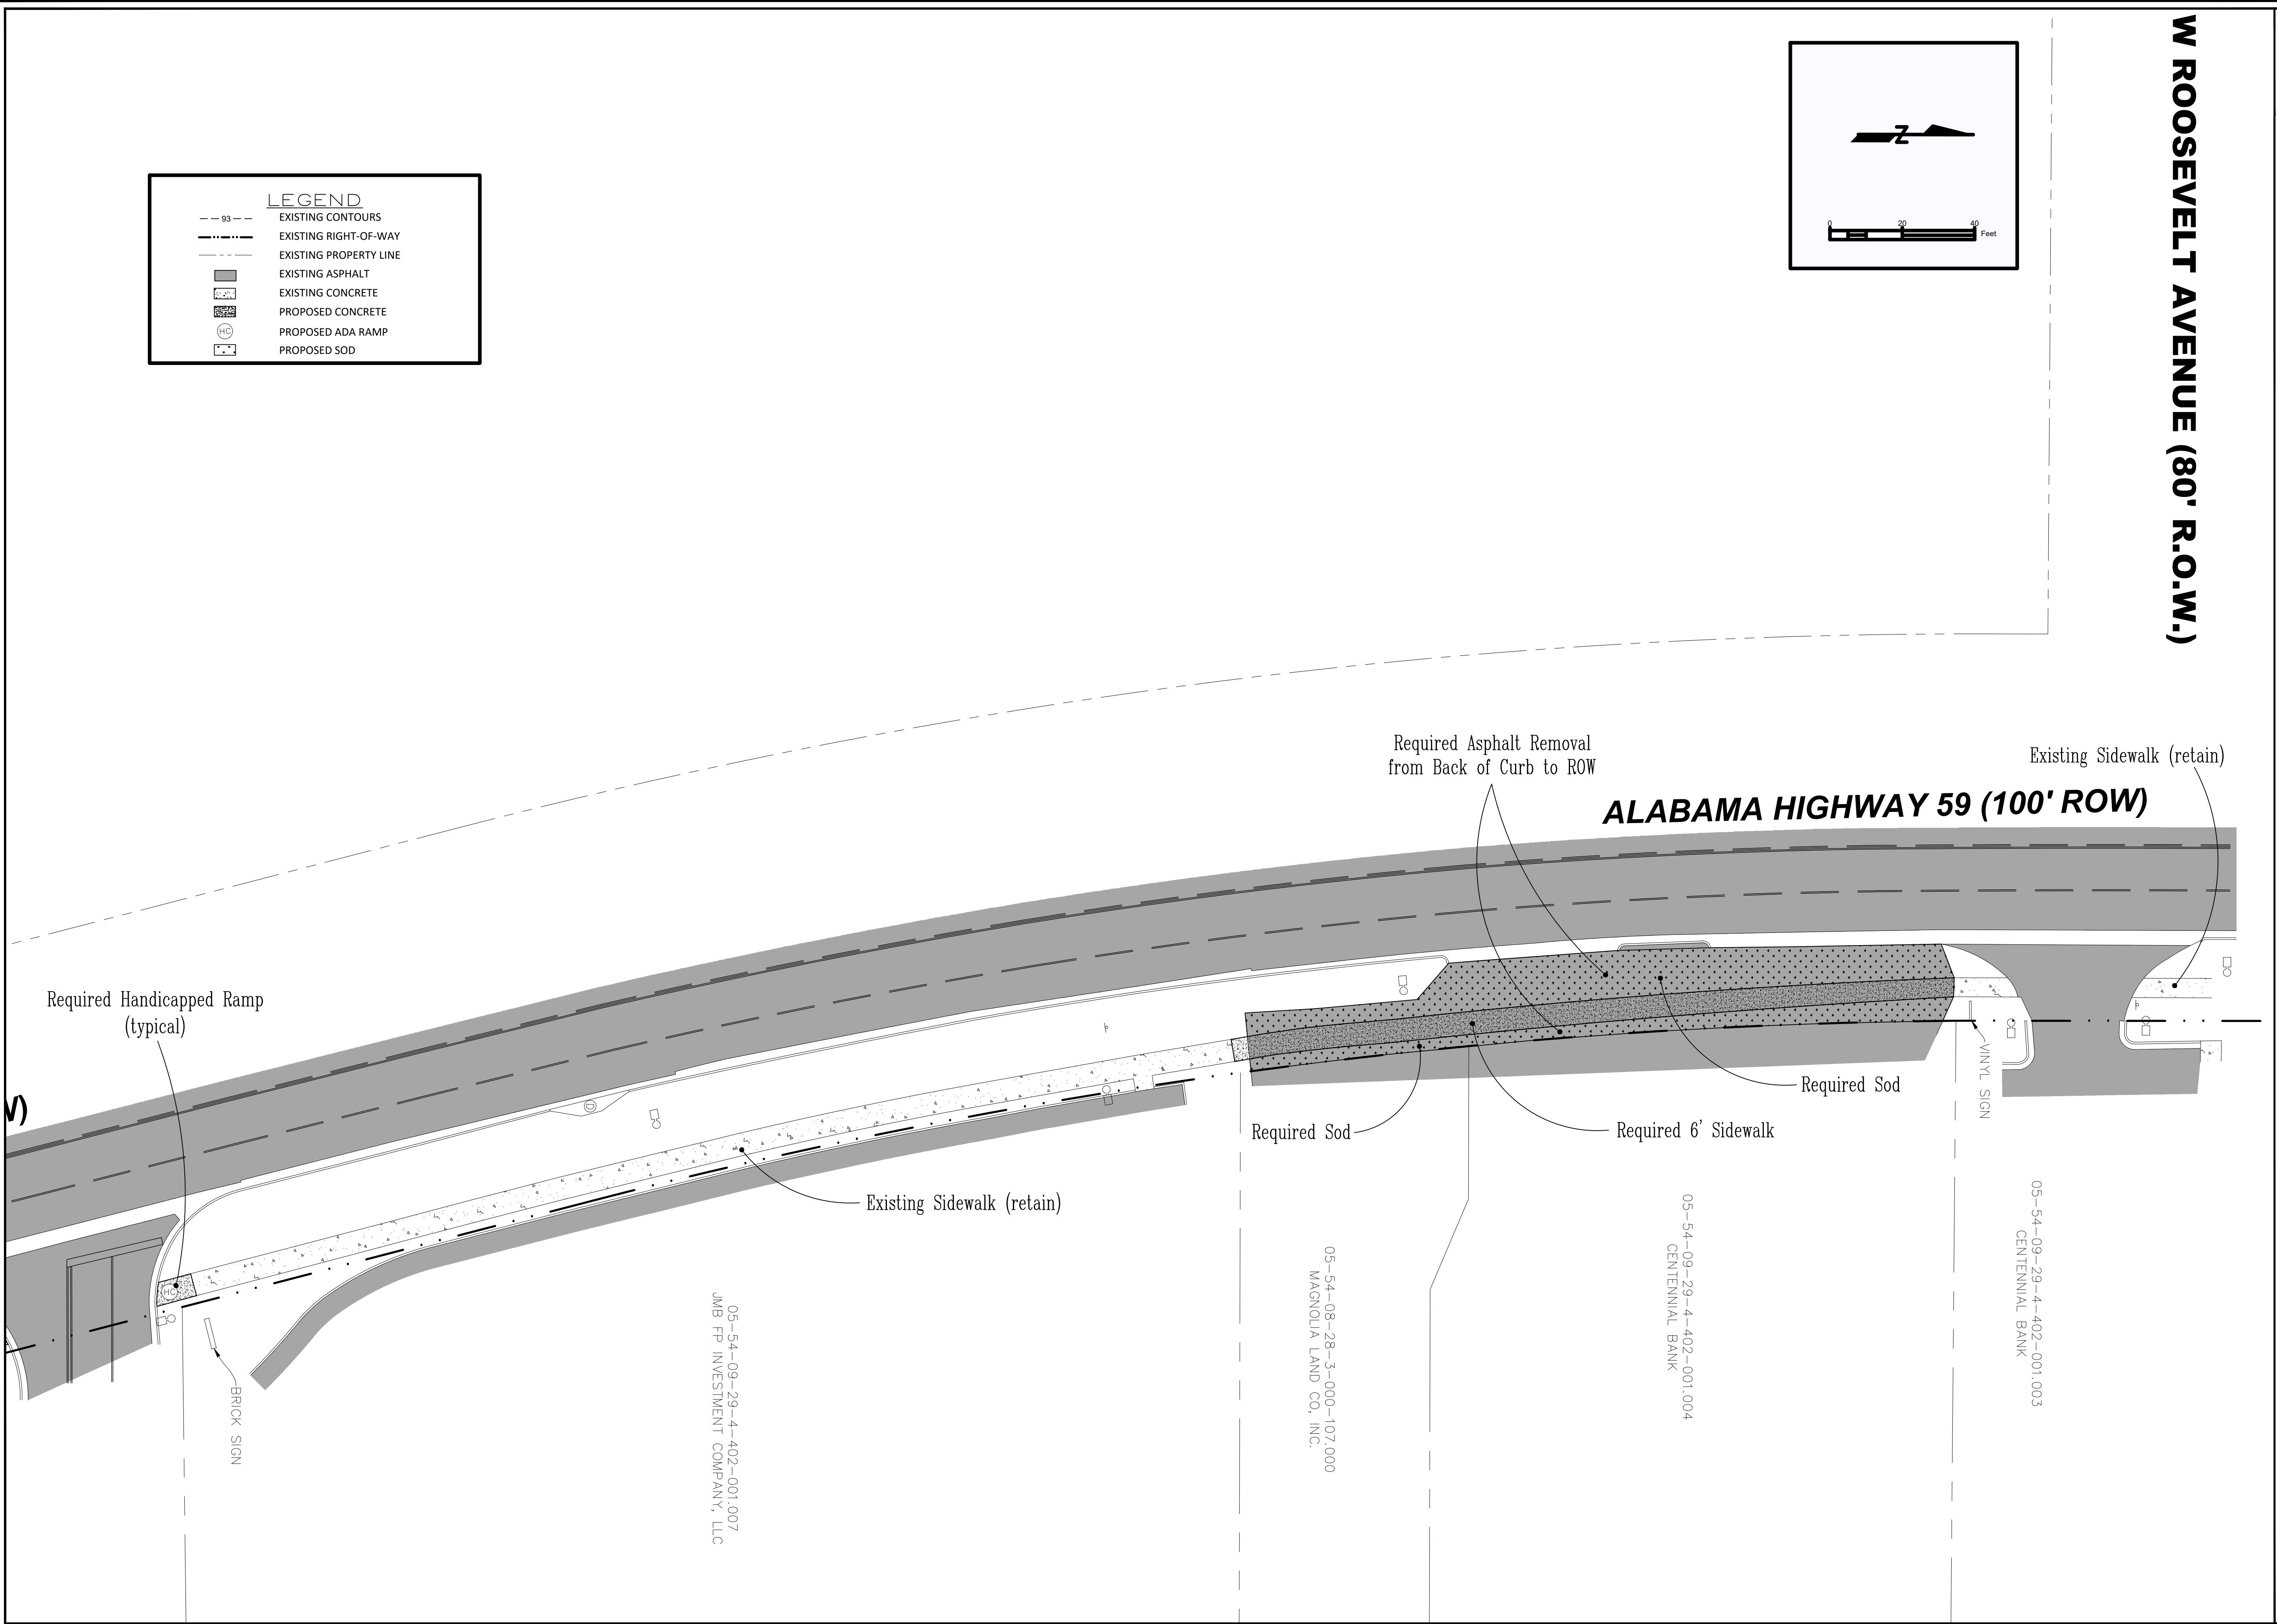 W ROOSEVELT AVENUE (80' R.O.W.)
LEGEND
93
EXISTING CONTOURS
EXISTING RIGHT-OF-WAY
EXISTING PROPERTY LINE
EXISTING ASPHALT
EXISTING CONCRETE
PROPOSED CONCRETE
HC
PROPOSED ADA RAMP
PROPOSED SOD
Z
0 20 40
Feet
Required Asphalt Removal
from Back of Curb to ROW
Existing Sidewalk (retain)
ALABAMA HIGHWAY 59 (100' ROW)
Required Handicapped Ramp
(typical)
W)
HC
D
P
P
Required Sod
Required Sod
Required 6' Sidewalk
Existing Sidewalk (retain)
VINYL SIGN
BRICK SIGN
05-54-09-29-4-402-001.007
JMB FP INVESTMENT COMPANY, LLC
05-54-08-28-3-000-107.000
MAGNOLIA LAND CO, INC.
05-54-09-29-4-402-001.004
CENTENNIAL BANK
05-54-09-29-4-402-001.003
CENTENNIAL BANK